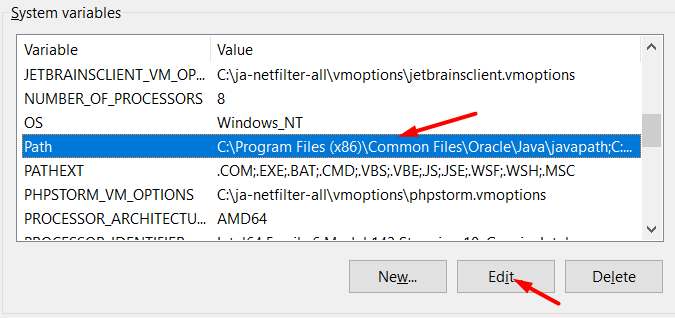 System variables
Variable Value
JETBRAINSCLIENT_VM_OP... C:\ja-netfilter-all\vmoptions\jetbrainsclient.vmoptions
NUMBER_OF_PROCESSORS 8
OS Windows_NT
Path C:\Program Files (x86)\Common Files\Oracle\Java\javapath;C:...
PATHEXT .COM;.EXE;.BAT;.CMD;.VBS;.VBE;.JS;.JSE;.WSF;.WSH;.MSC
PHPSTORM_VM_OPTIONS C:\ja-netfilter-all\vmoptions\phpstorm.vmoptions
PROCESSOR_ARCHITECTU... AMD64
New... Edit... Delete